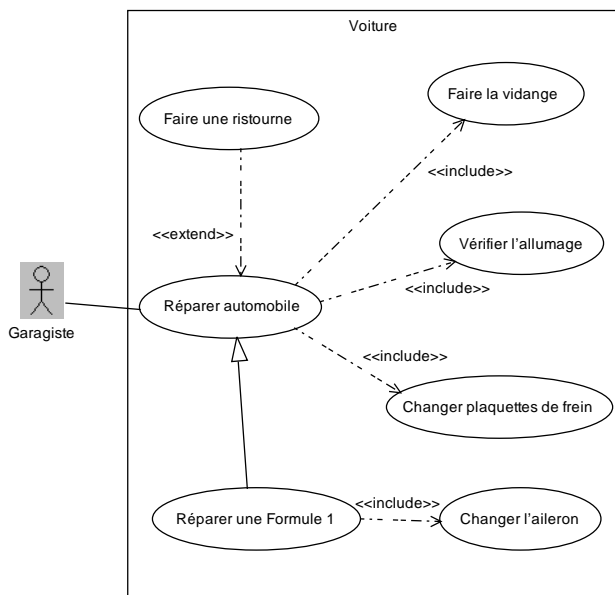 Voiture
Faire une ristourne
Faire la vidange
<<include>>
<<extend>>
Vérifier l'allumage
<<include>>
Garagiste
Réparer automobile
<<include>>
Changer plaquettes de frein
<<include>>
Réparer une Formule 1
Changer l'aileron